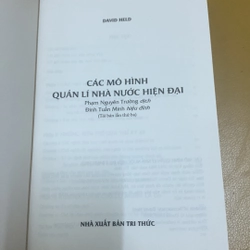 DAVID HELD
CÁC MÔ HÌNH
QUẢN LÍ NHÀ NƯỚC HIỆN ĐẠI
Phạm Nguyên Trường dịch
Đinh Tuấn Minh hiệu đính
(Tái bản lần thứ ba)
NHÀ XUẤT BẢN TRI THỨC